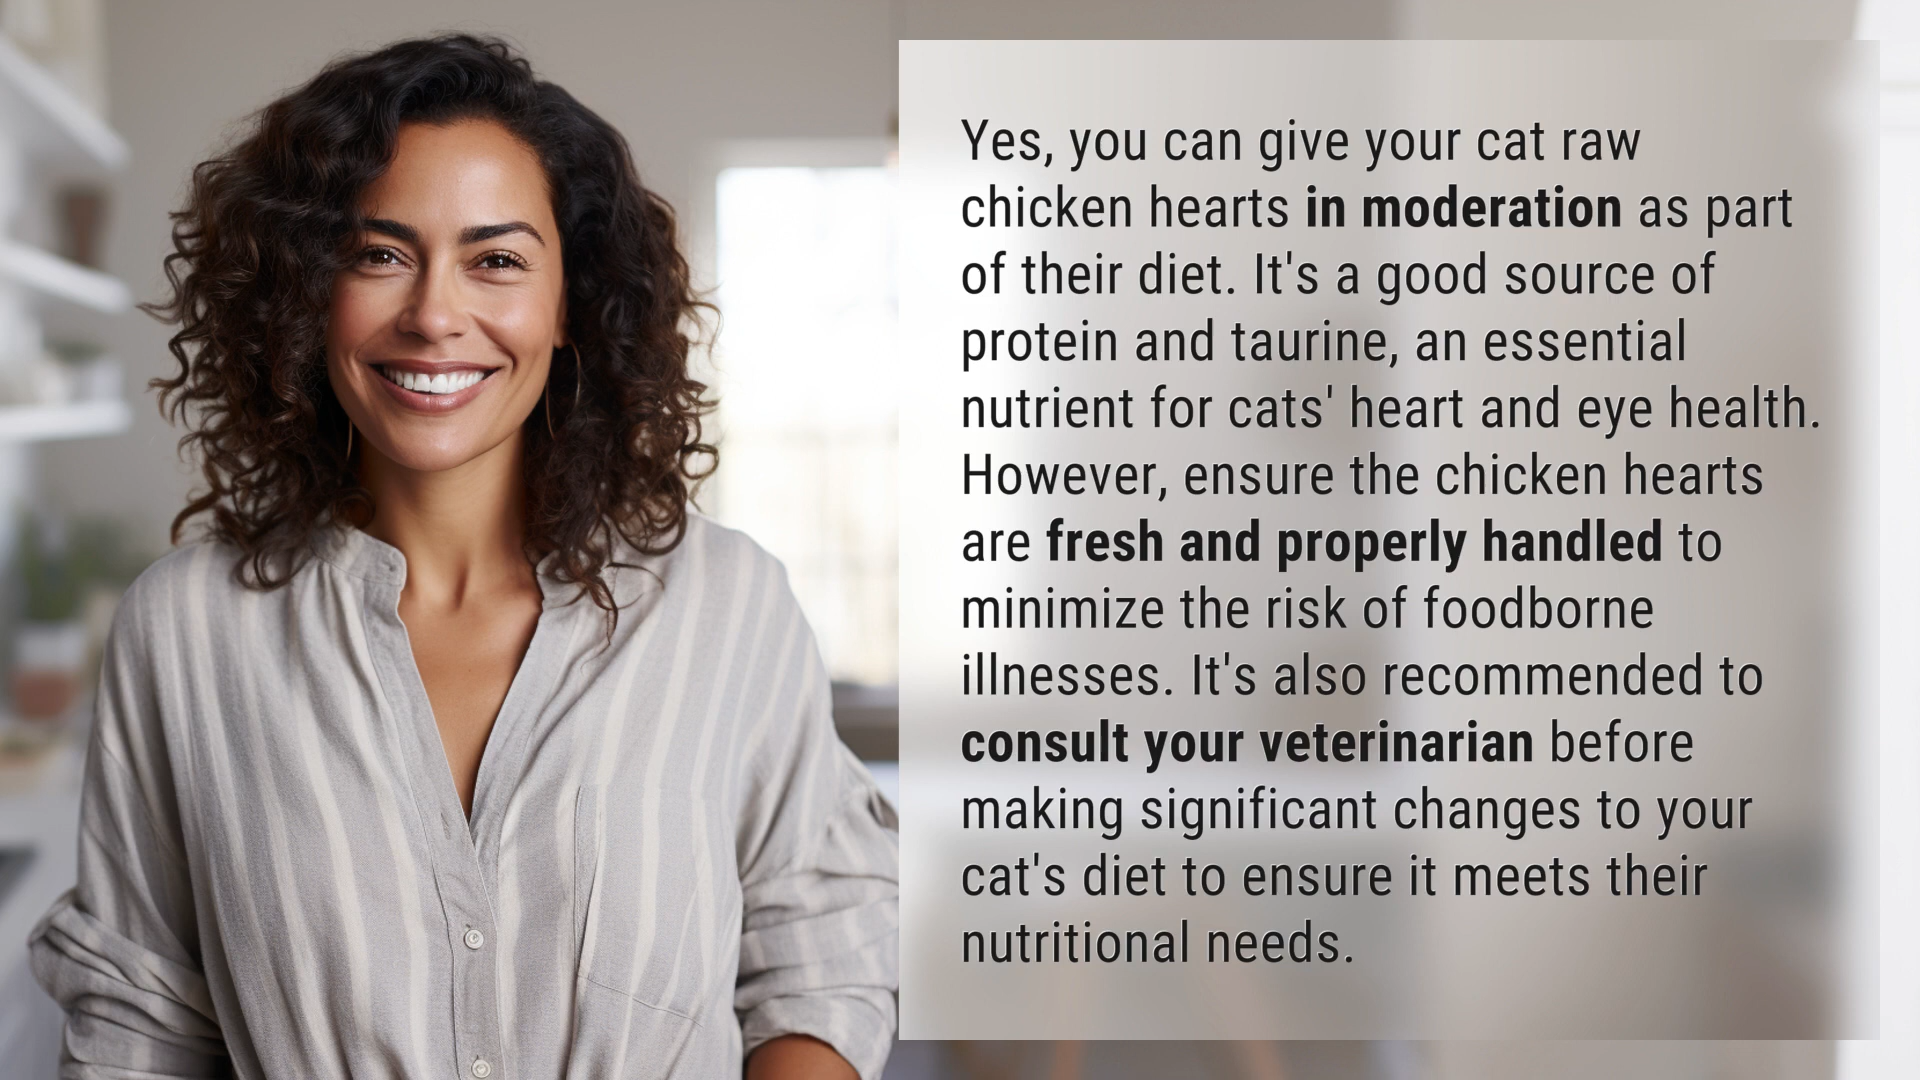 Yes, you can give your cat raw
chicken hearts in moderation as part
of their diet. It's a good source of
protein and taurine, an essential
nutrient for cats' heart and eye health.
However, ensure the chicken hearts
are fresh and properly handled to
minimize the risk of foodborne
illnesses. It's also recommended to
consult your veterinarian before
making significant changes to your
cat's diet to ensure it meets their
nutritional needs.